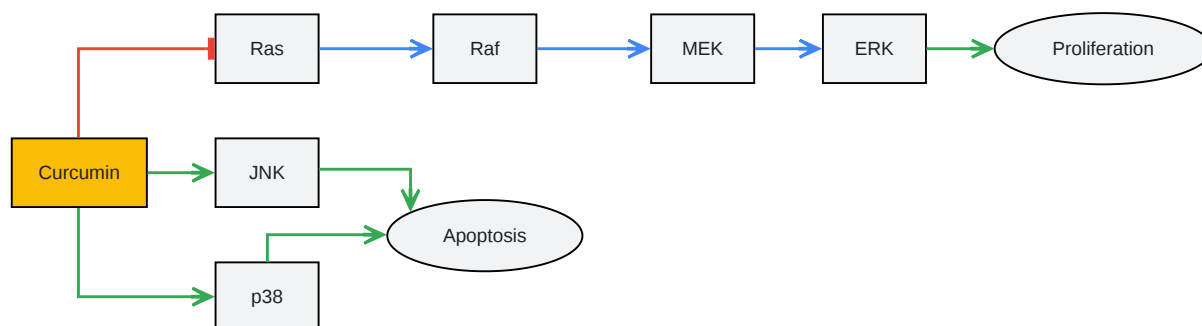 Ras
Raf
MEK
ERK
Proliferation
Curcumin
JNK
Apoptosis
p38